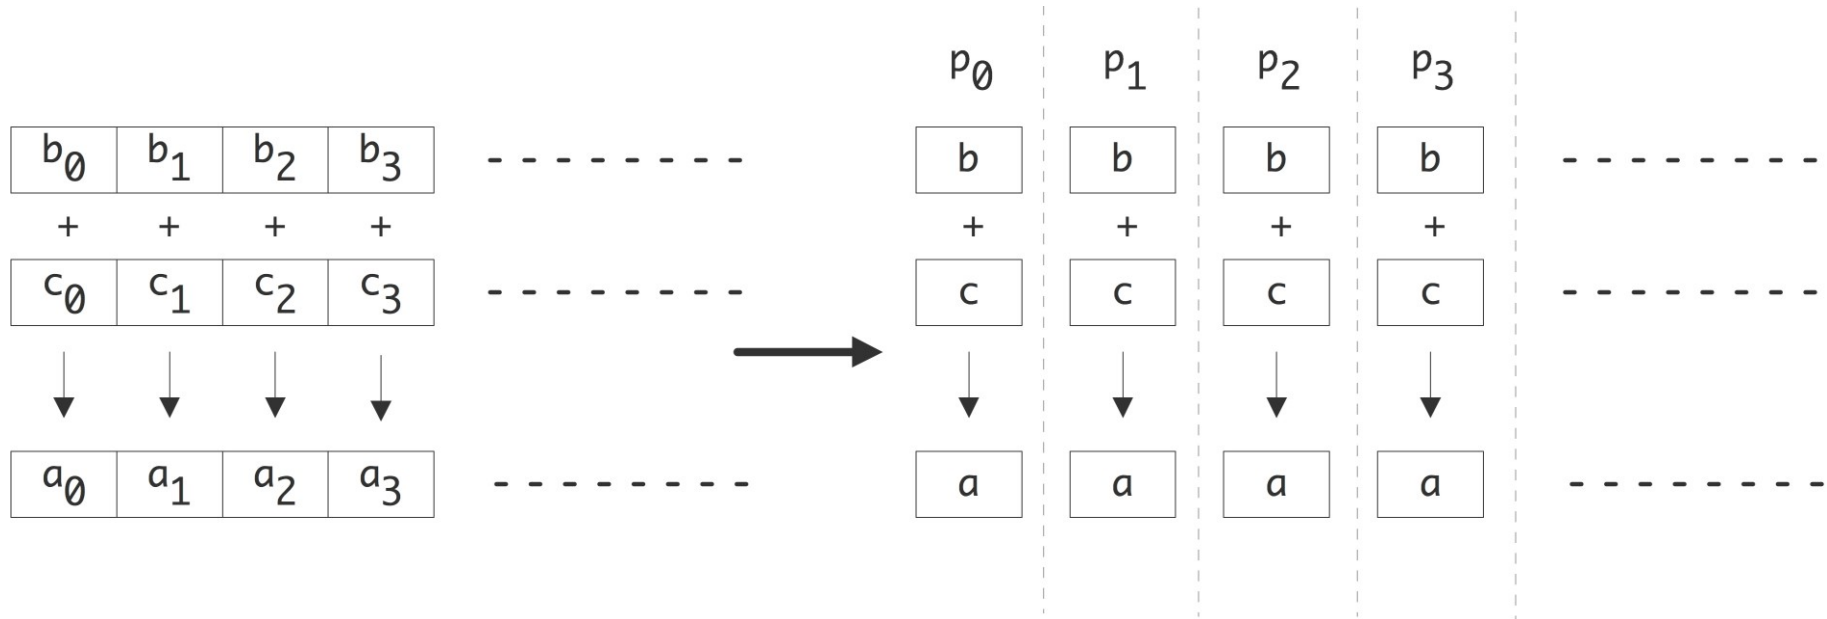 p0 p1 p2 p3
b0 b1 b2 b3 b b b b
+ + + + + + + +
c0 c1 c2 c3 c c c c
a0 a1 a2 a3 a a a a